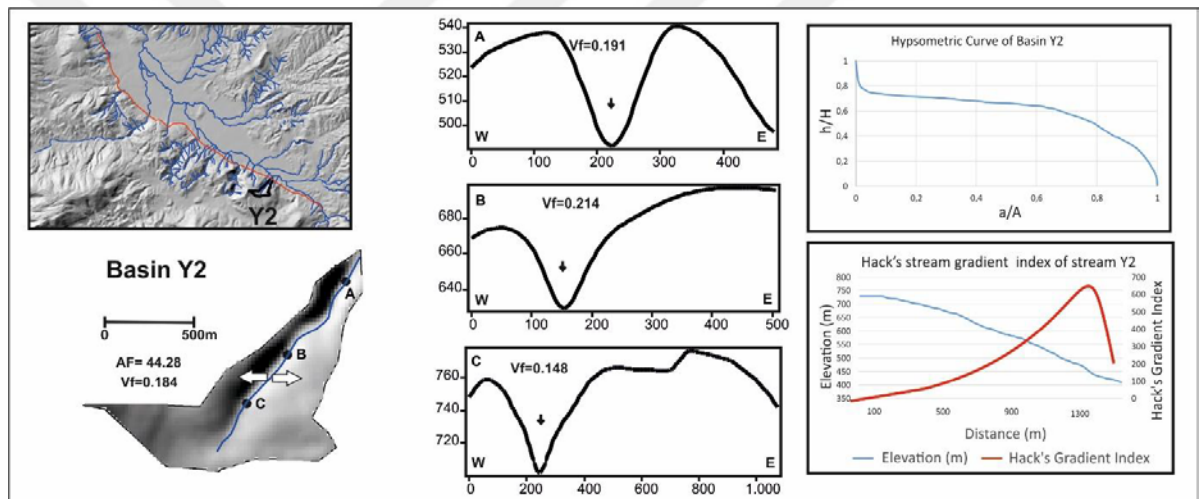 Y2
Basin Y2
0 500m
AF= 44.28
Vf=0.184
A
B
C
A
Vf=0.191
540
530
520
510
500
W E
0 100 200 300 400
B
Vf=0.214
680
660
640
W E
0 100 200 300 400 500
C
Vf=0.148
760
740
720
W E
0 200 400 600 800 1.000
Hypsometric Curve of Basin Y2
h/H
1
0,8
0,6
0,4
0,2
0
0 0,2 0,4 0,6 0,8 1
a/A
Hack's stream gradient index of stream Y2
Elevation (m)
800
750
700
650
600
550
500
450
400
350
700
600
500
400
300
200
100
0
Hack's Gradient Index
100 500 900 1300
Distance (m)
Elevation (m) Hack's Gradient Index